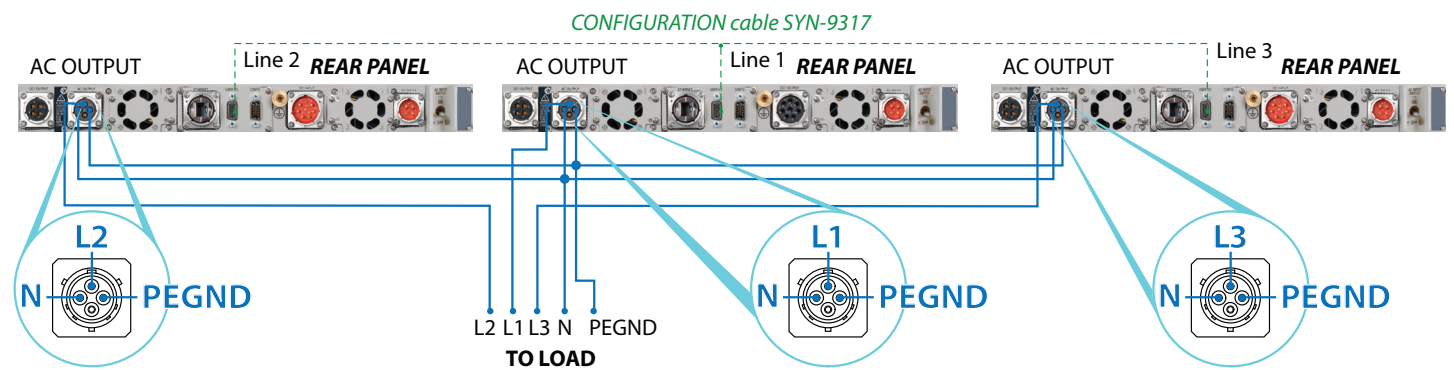 CONFIGURATION cable SYN-9317
AC OUTPUT
Line 2
REAR PANEL
AC OUTPUT
Line 1
REAR PANEL
AC OUTPUT
Line 3
REAR PANEL
L2
N
PEGND
L1
N
PEGND
L3
N
PEGND
L2 L1 L3 N PEGND
TO LOAD